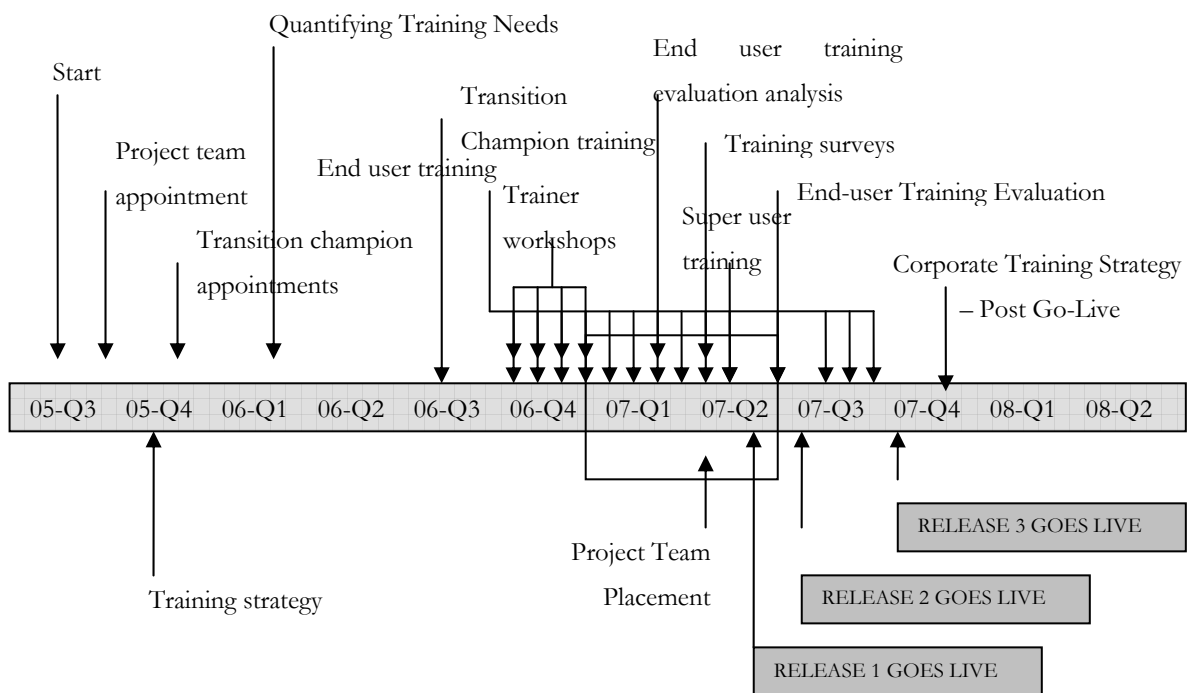 Quantifying Training Needs
Start
End user training
evaluation analysis
Transition
Champion training
Project team
appointment
End user training
Training surveys
Trainer
workshops
End-user Training Evaluation
Super user
training
Transition champion
appointments
Corporate Training Strategy
– Post Go-Live
05-Q3 05-Q4 06-Q1 06-Q2 06-Q3 06-Q4 07-Q1 07-Q2 07-Q3 07-Q4 08-Q1 08-Q2
RELEASE 3 GOES LIVE
Project Team
Placement
Training strategy
RELEASE 2 GOES LIVE
RELEASE 1 GOES LIVE